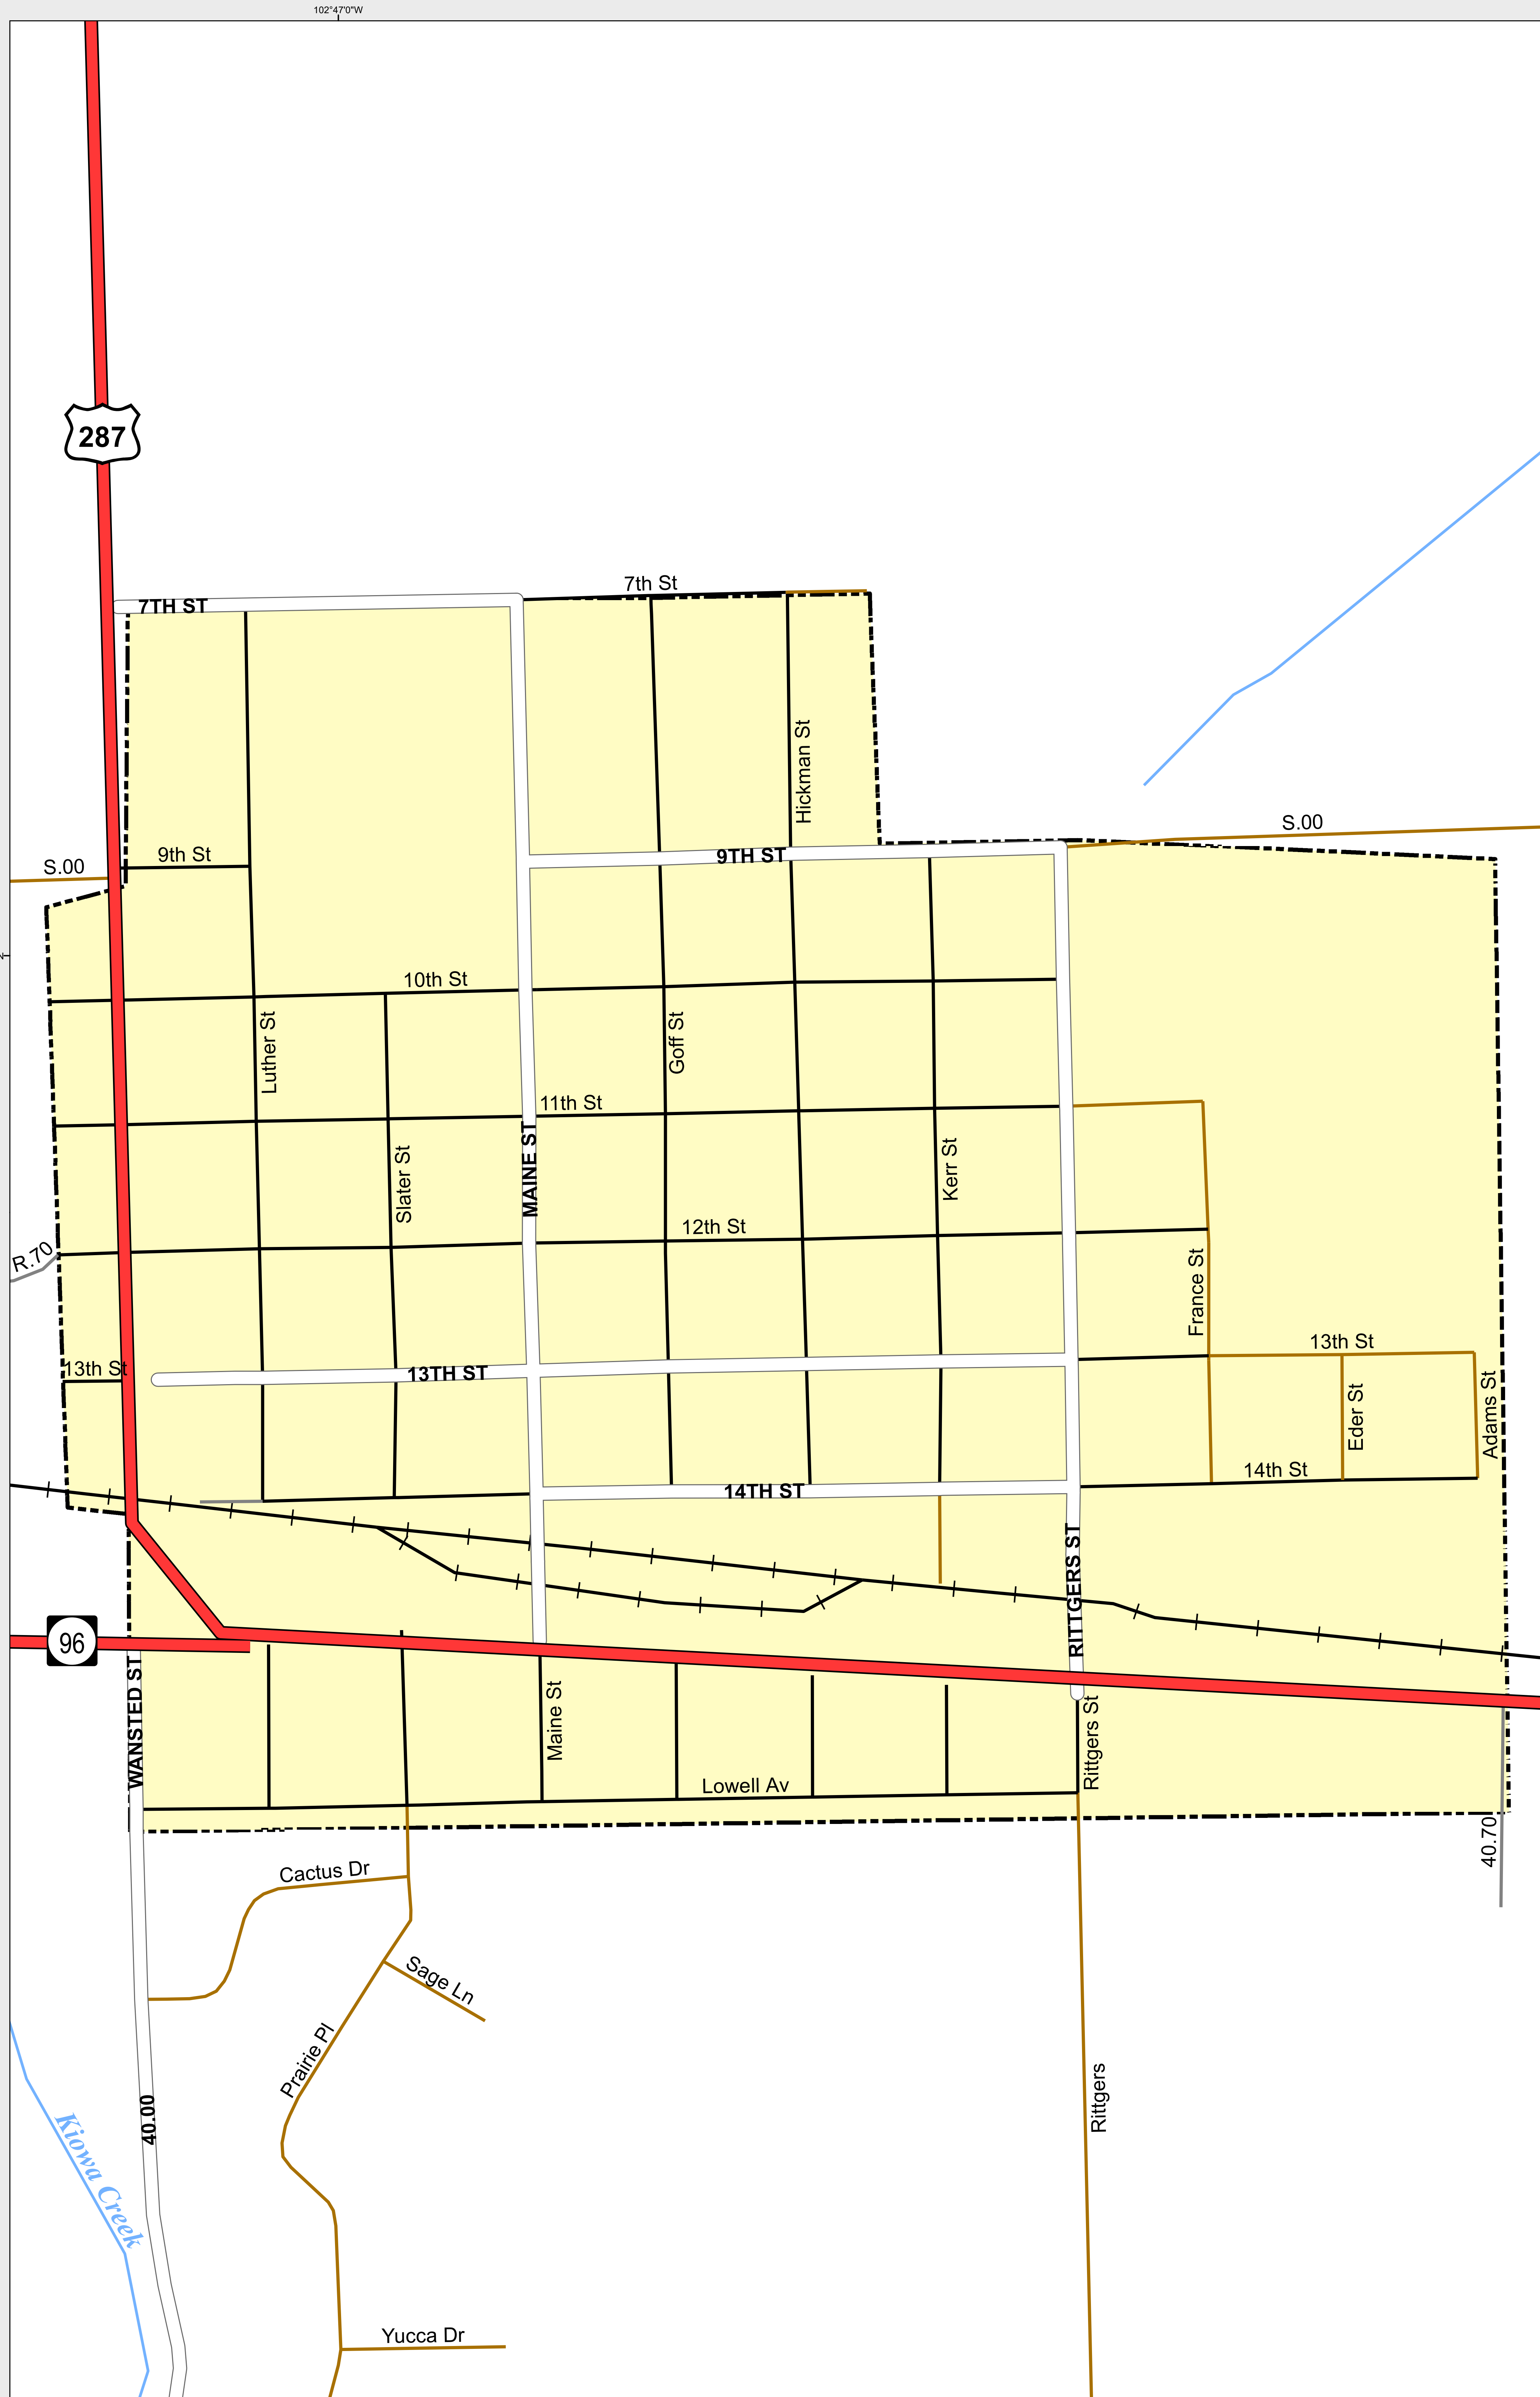 102°47'0"W
287
7th St
7TH ST
Hickman St
S.00
9TH ST
9th St
S.00
10th St
Luther St
Goff St
11th St
MAINE ST
Slater St
Kerr St
12th St
R.70
France St
13th St
13th St
13TH ST
Eder St
Adams St
14th St
14TH ST
RITTGERS ST
96
WANSTED ST
Maine St
Rittgers St
Lowell Av
40.70
Cactus Dr
Sage Ln
Prairie Pl
Rittgers
40.00
Kiowa Creek
Yucca Dr